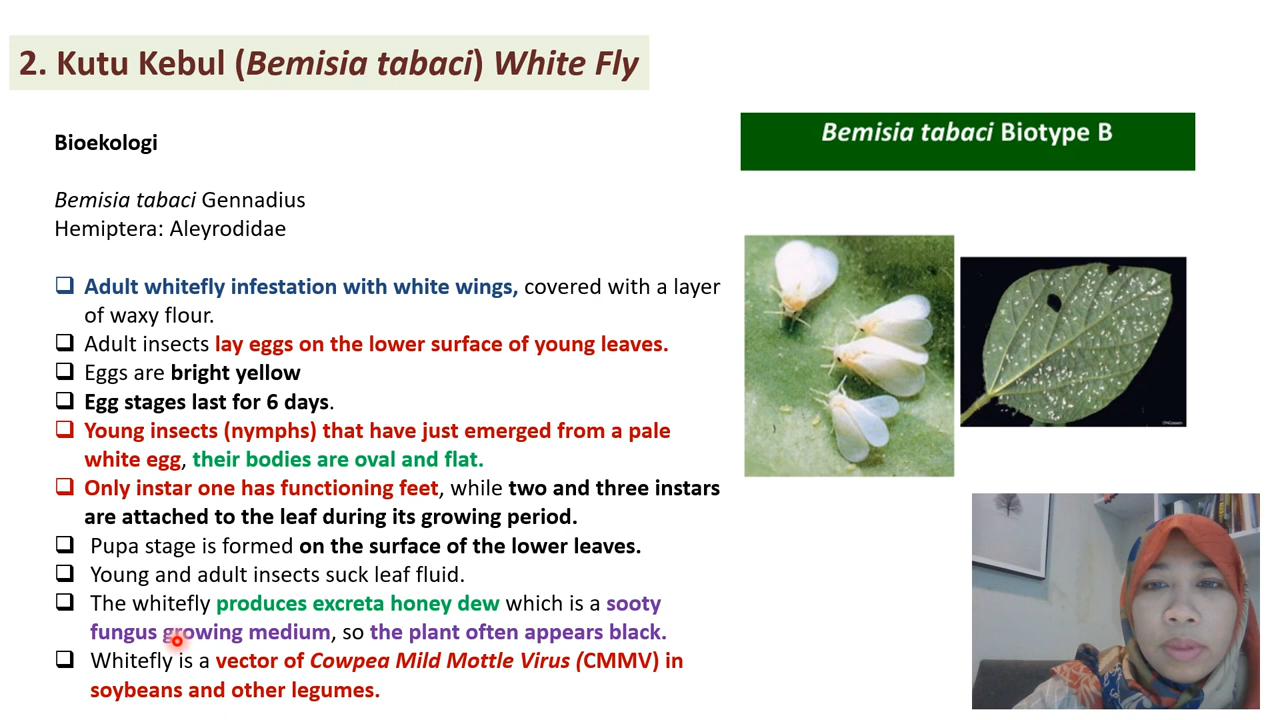 2. Kutu Kebul (Bemisia tabaci) White Fly
Bioekologi
Bemisia tabaci Gennadius
Hemiptera: Aleyrodidae
❑ Adult whitefly infestation with white wings, covered with a layer
of waxy flour.
❑ Adult insects lay eggs on the lower surface of young leaves.
❑ Eggs are bright yellow
❑ Egg stages last for 6 days.
❑ Young insects (nymphs) that have just emerged from a pale
white egg, their bodies are oval and flat.
❑ Only instar one has functioning feet, while two and three instars
are attached to the leaf during its growing period.
❑ Pupa stage is formed on the surface of the lower leaves.
❑ Young and adult insects suck leaf fluid.
❑ The whitefly produces excreta honey dew which is a sooty
fungus growing medium, so the plant often appears black.
❑ Whitefly is a vector of Cowpea Mild Mottle Virus (CMMV) in
soybeans and other legumes.
Bemisia tabaci Biotype B